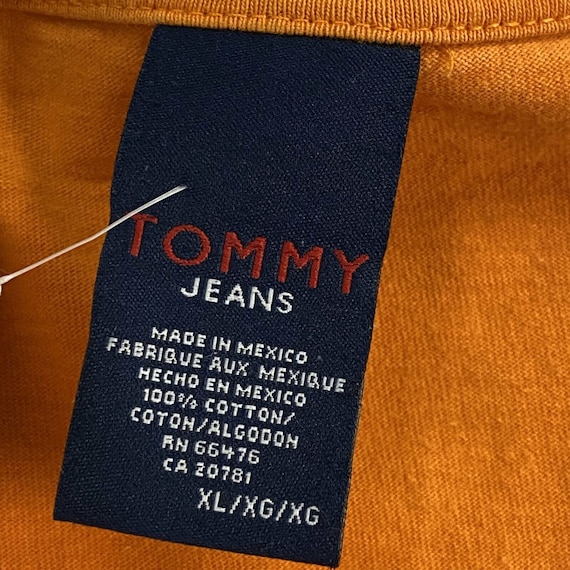 TOMMY
JEANS
MADE IN MEXICO
FABRIQUE AUX MEXIQUE
HECHO EN MEXICO
100% COTTON/
COTON/ALGODON
RN 66476
CA 20781
XL/XG/XG